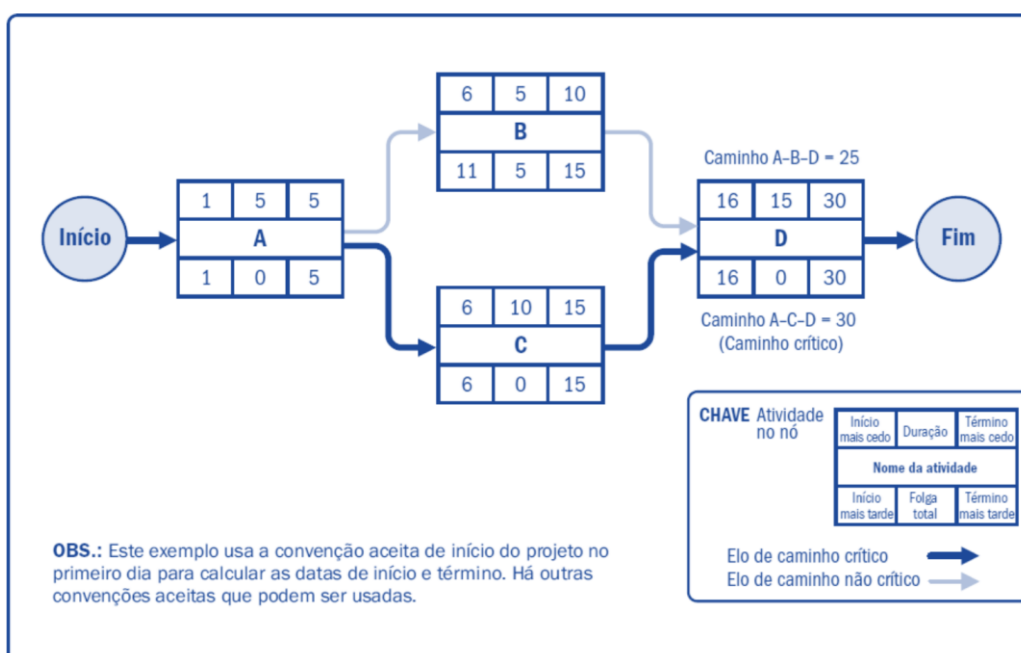 6 5 10
B
11 5 15
Caminho A–B–D = 25
Início
1 5 5
A
1 0 5
16 15 30
D
16 0 30
Fim
6 10 15
C
6 0 15
Caminho A–C–D = 30
(Caminho crítico)
CHAVE Atividade
no nó
Início
mais cedo
Duração
Término
mais cedo
Nome da atividade
Início
mais tarde
Folga
total
Término
mais tarde
OBS.: Este exemplo usa a convenção aceita de início do projeto no
primeiro dia para calcular as datas de início e término. Há outras
convenções aceitas que podem ser usadas.
Elo de caminho crítico
Elo de caminho não crítico